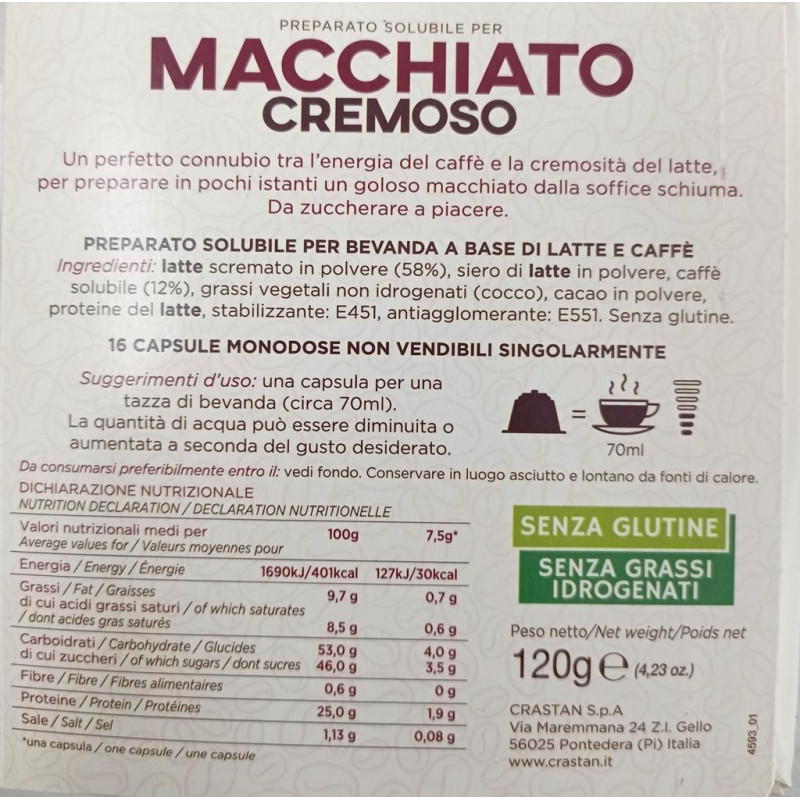 PREPARATO SOLUBILE PER
MACCHIATO
CREMOSO
Un perfetto connubio tra l'energia del caffè e la cremosità del latte,
per preparare in pochi istanti un goloso macchiato dalla soffice schiuma.
Da zuccherare a piacere.
PREPARATO SOLUBILE PER BEVANDA A BASE DI LATTE E CAFFÈ
Ingredienti: latte scremato in polvere (58%), siero di latte in polvere, caffè
solubile (12%), grassi vegetali non idrogenati (cocco), cacao in polvere,
proteine del latte, stabilizzante: E451, antiagglomerante: E551. Senza glutine.
16 CAPSULE MONODOSE NON VENDIBILI SINGOLARMENTE
Suggerimenti d'uso: una capsula per una
tazza di bevanda (circa 70ml).
La quantità di acqua può essere diminuita o
aumentata a seconda del gusto desiderato.
=
70ml
Da consumarsi preferibilmente entro il: vedi fondo. Conservare in luogo asciutto e lontano da fonti di calore.
DICHIARAZIONE NUTRIZIONALE
NUTRITION DECLARATION / DECLARATION NUTRITIONELLE
Valori nutrizionali medi per 100g 7,5g*
Average values for / Valeurs moyennes pour
Energia / Energy / Énergie 1690kJ/401kcal 127kJ/30kcal
Grassi / Fat / Graisses 9,7 g 0,7 g
di cui acidi grassi saturi / of which saturates
/ dont acides gras saturés 8,5 g 0,6 g
Carboidrati / Carbohydrate / Glucides 53,0 g 4,0 g
di cui zuccheri / of which sugars / dont sucres 46,0 g 3,5 g
Fibre / Fibre / Fibres alimentaires 0,6 g 0 g
Proteine / Protein / Protéines 25,0 g 1,9 g
Sale / Salt / Sel 1,13 g 0,08 g
*una capsula / one capsule / une capsule
SENZA GLUTINE
SENZA GRASSI
IDROGENATI
Peso netto/Net weight/Poids net
120g e (4,23 oz.)
CRASTAN S.p.A
Via Maremmana 24 Z.I. Gello
56025 Pontedera (Pi) Italia
www.crastan.it
4593_01